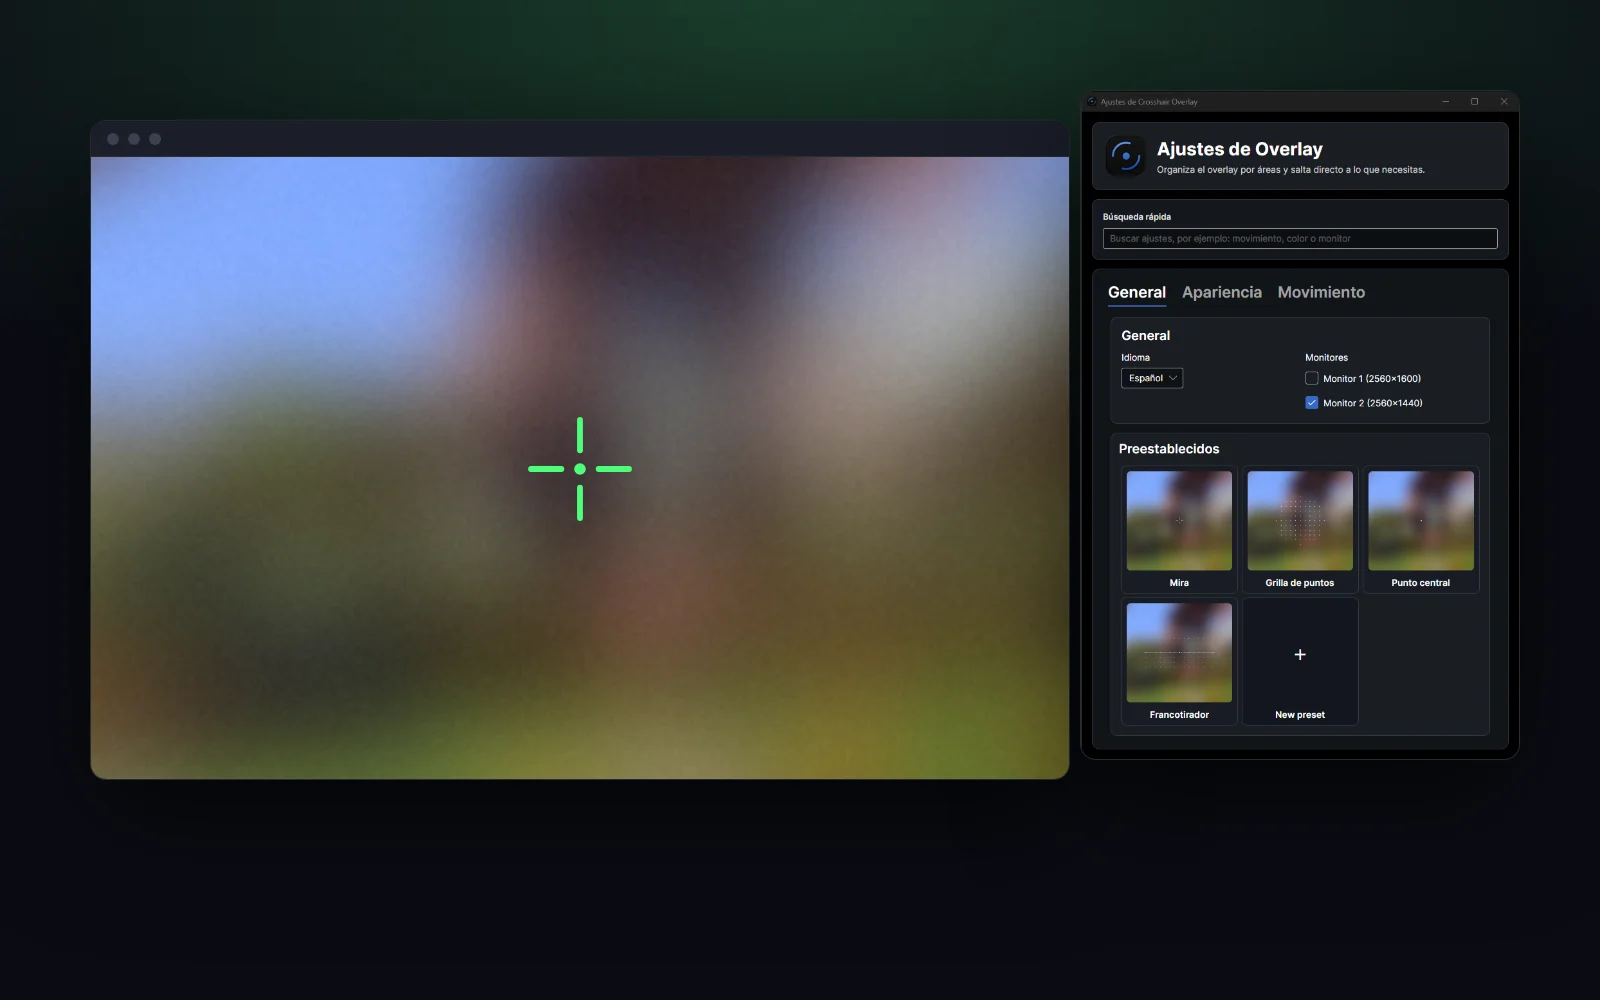 Ajustes de Crosshair Overlay
Ajustes de Overlay
Organiza el overlay por áreas y salta directo a lo que necesitas.
Búsqueda rápida
Buscar ajustes, por ejemplo: movimiento, color o monitor
General Apariencia Movimiento
General
Idioma
Español
Monitores
Monitor 1 (2560×1600)
Monitor 2 (2560×1440)
Preestablecidos
Mira
Grilla de puntos
Punto central
Francotirador
+
New preset